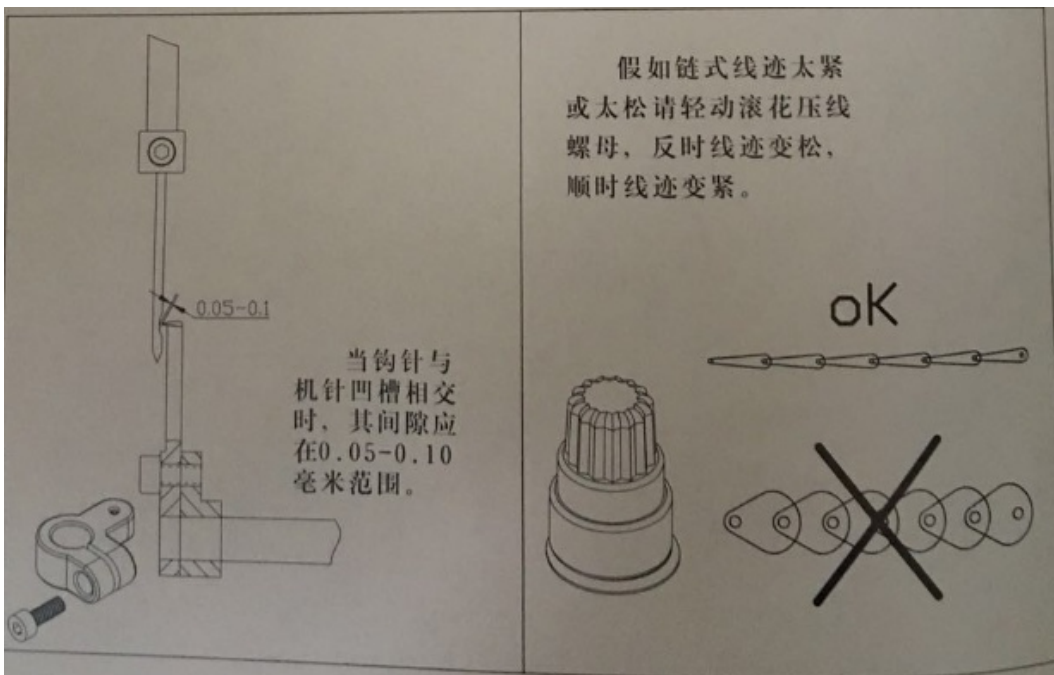 0.05-0.1
当钩针与
机针凹槽相交
时，其间隙应
在0.05-0.10
毫米范围。
假如链式线迹太紧
或太松请轻动滚花压线
螺母，反时线迹变松，
顺时线迹变紧。
oK